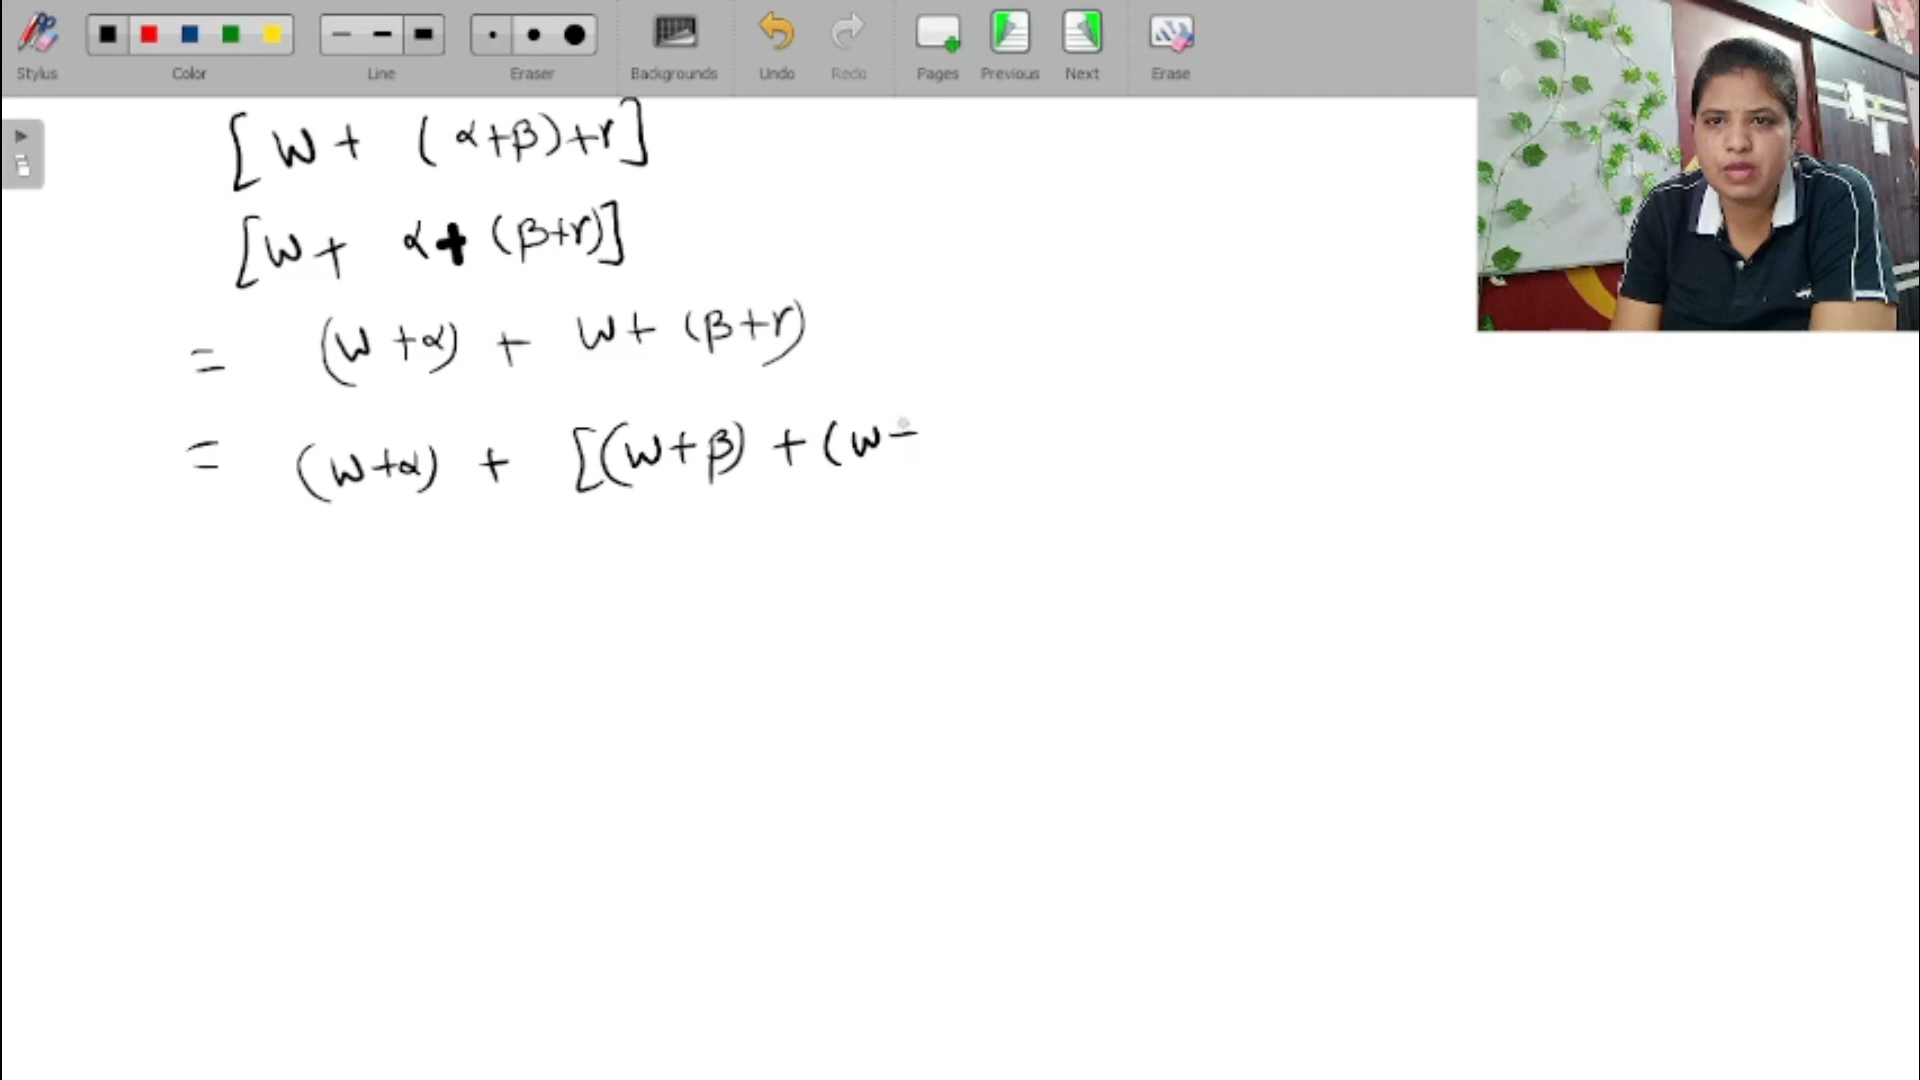 Stylus Color Line Eraser Backgrounds Undo Redo Pages Previous Next Erase
[W + (α+β)+r]
[W + α+ (β+r)]
= (W+α) + W+ (β+r)
= (W+α) + [(W+β) + (W-